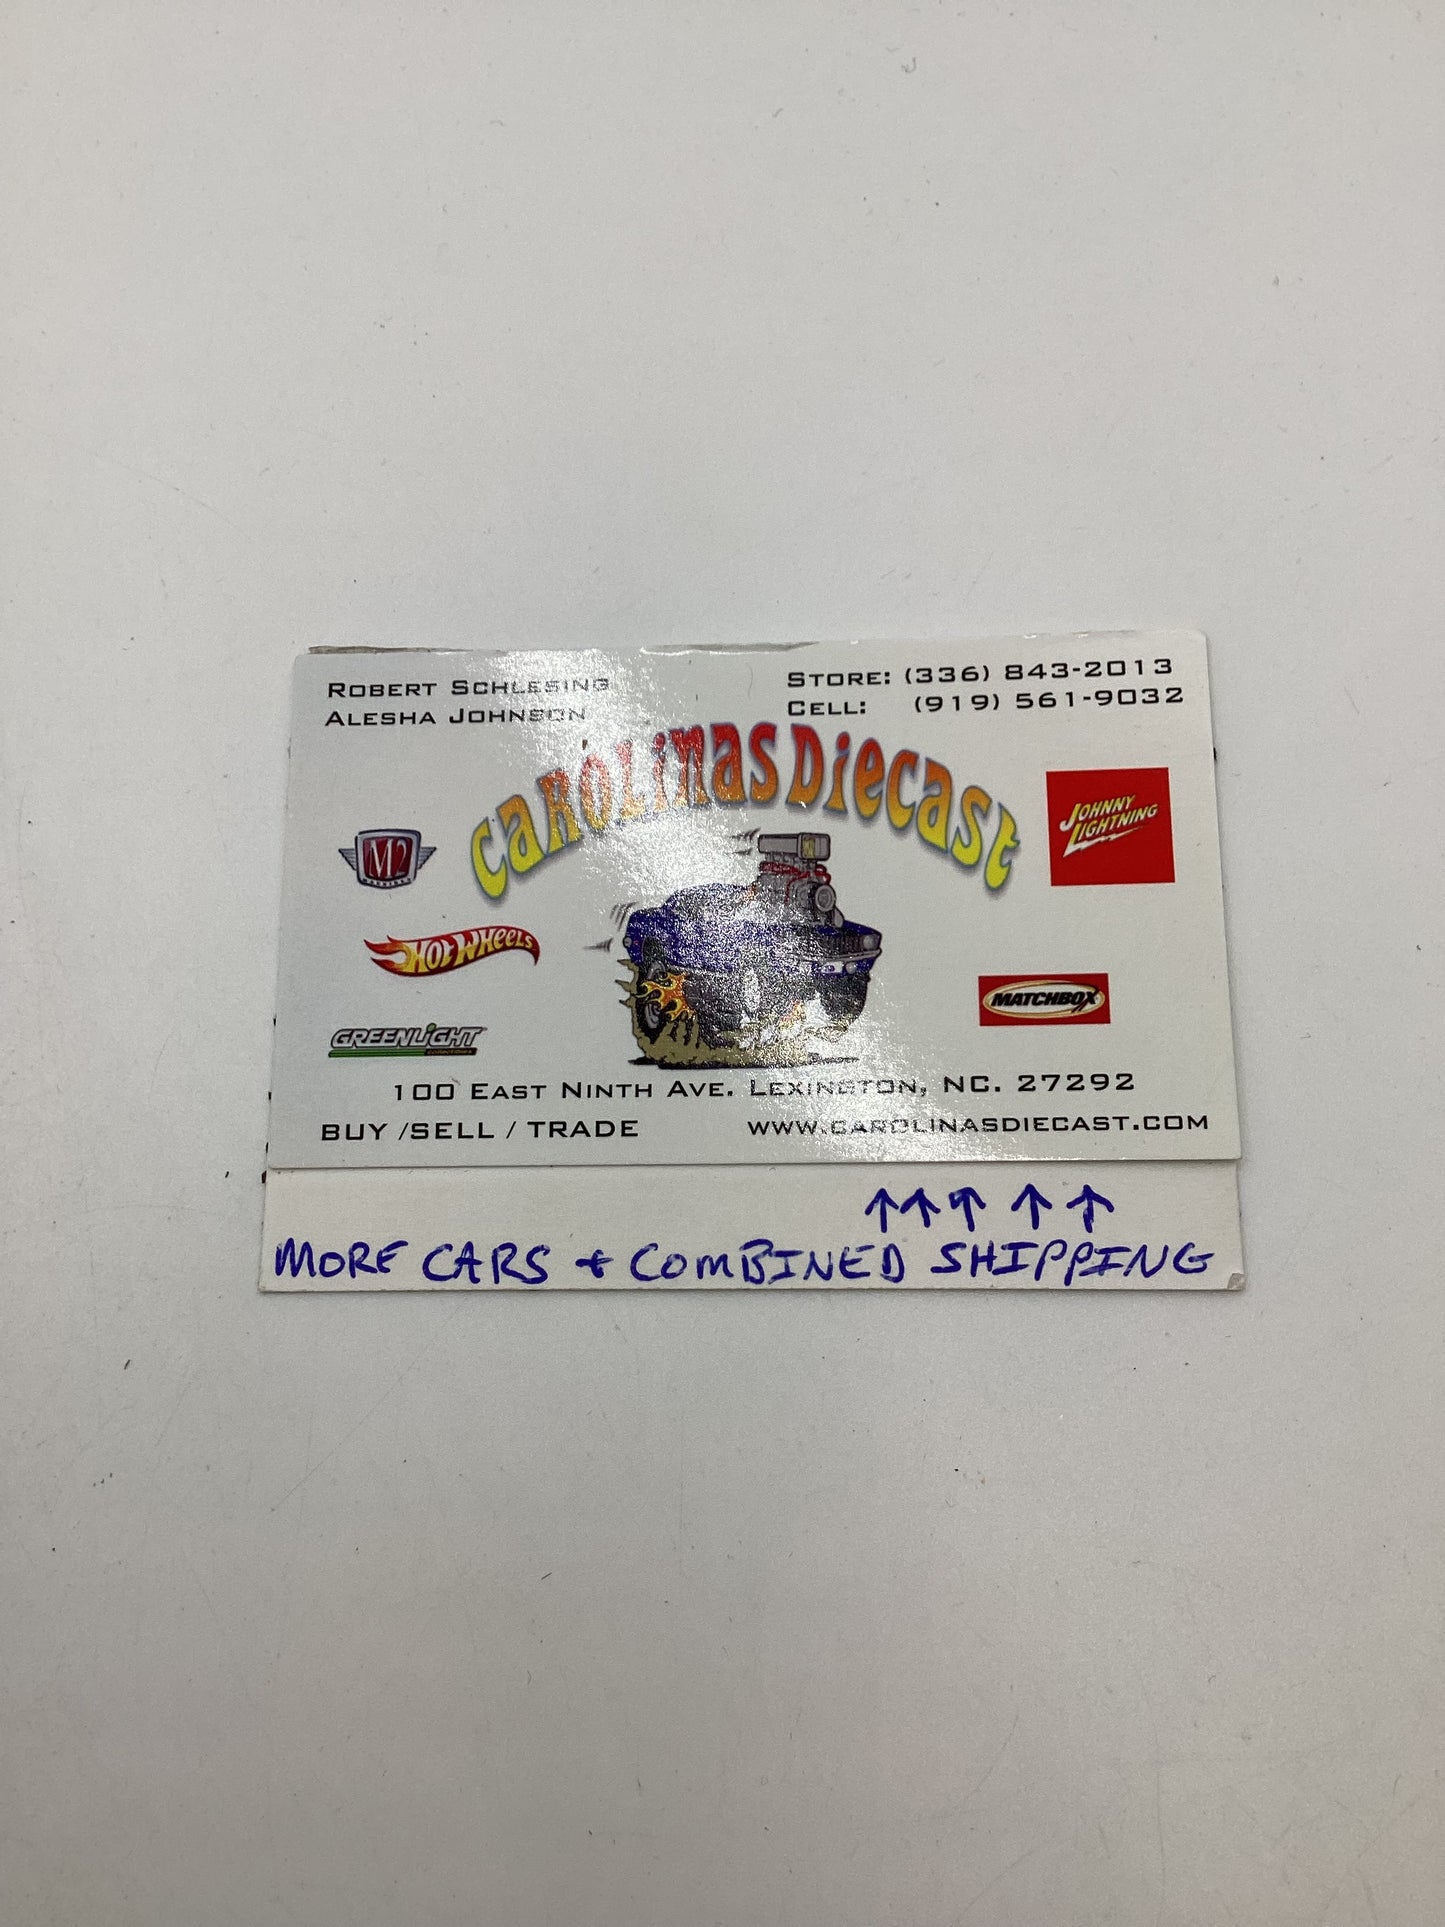 ROBERT SCHLESING
ALESHA JOHNSON
STORE: (336) 843-2013
CELL: (919) 561-9032
CAROLINAS DIECAST
M2
JOHNNY LIGHTNING
HOT WHEELS
MATCHBOX
GREENLIGHT
100 EAST NINTH AVE. LEXINGTON, NC. 27292
BUY /SELL / TRADE
WWW.CAROLINASDIECAST.COM
↑↑↑ ↑ ↑
MORE CARS + COMBINED SHIPPING